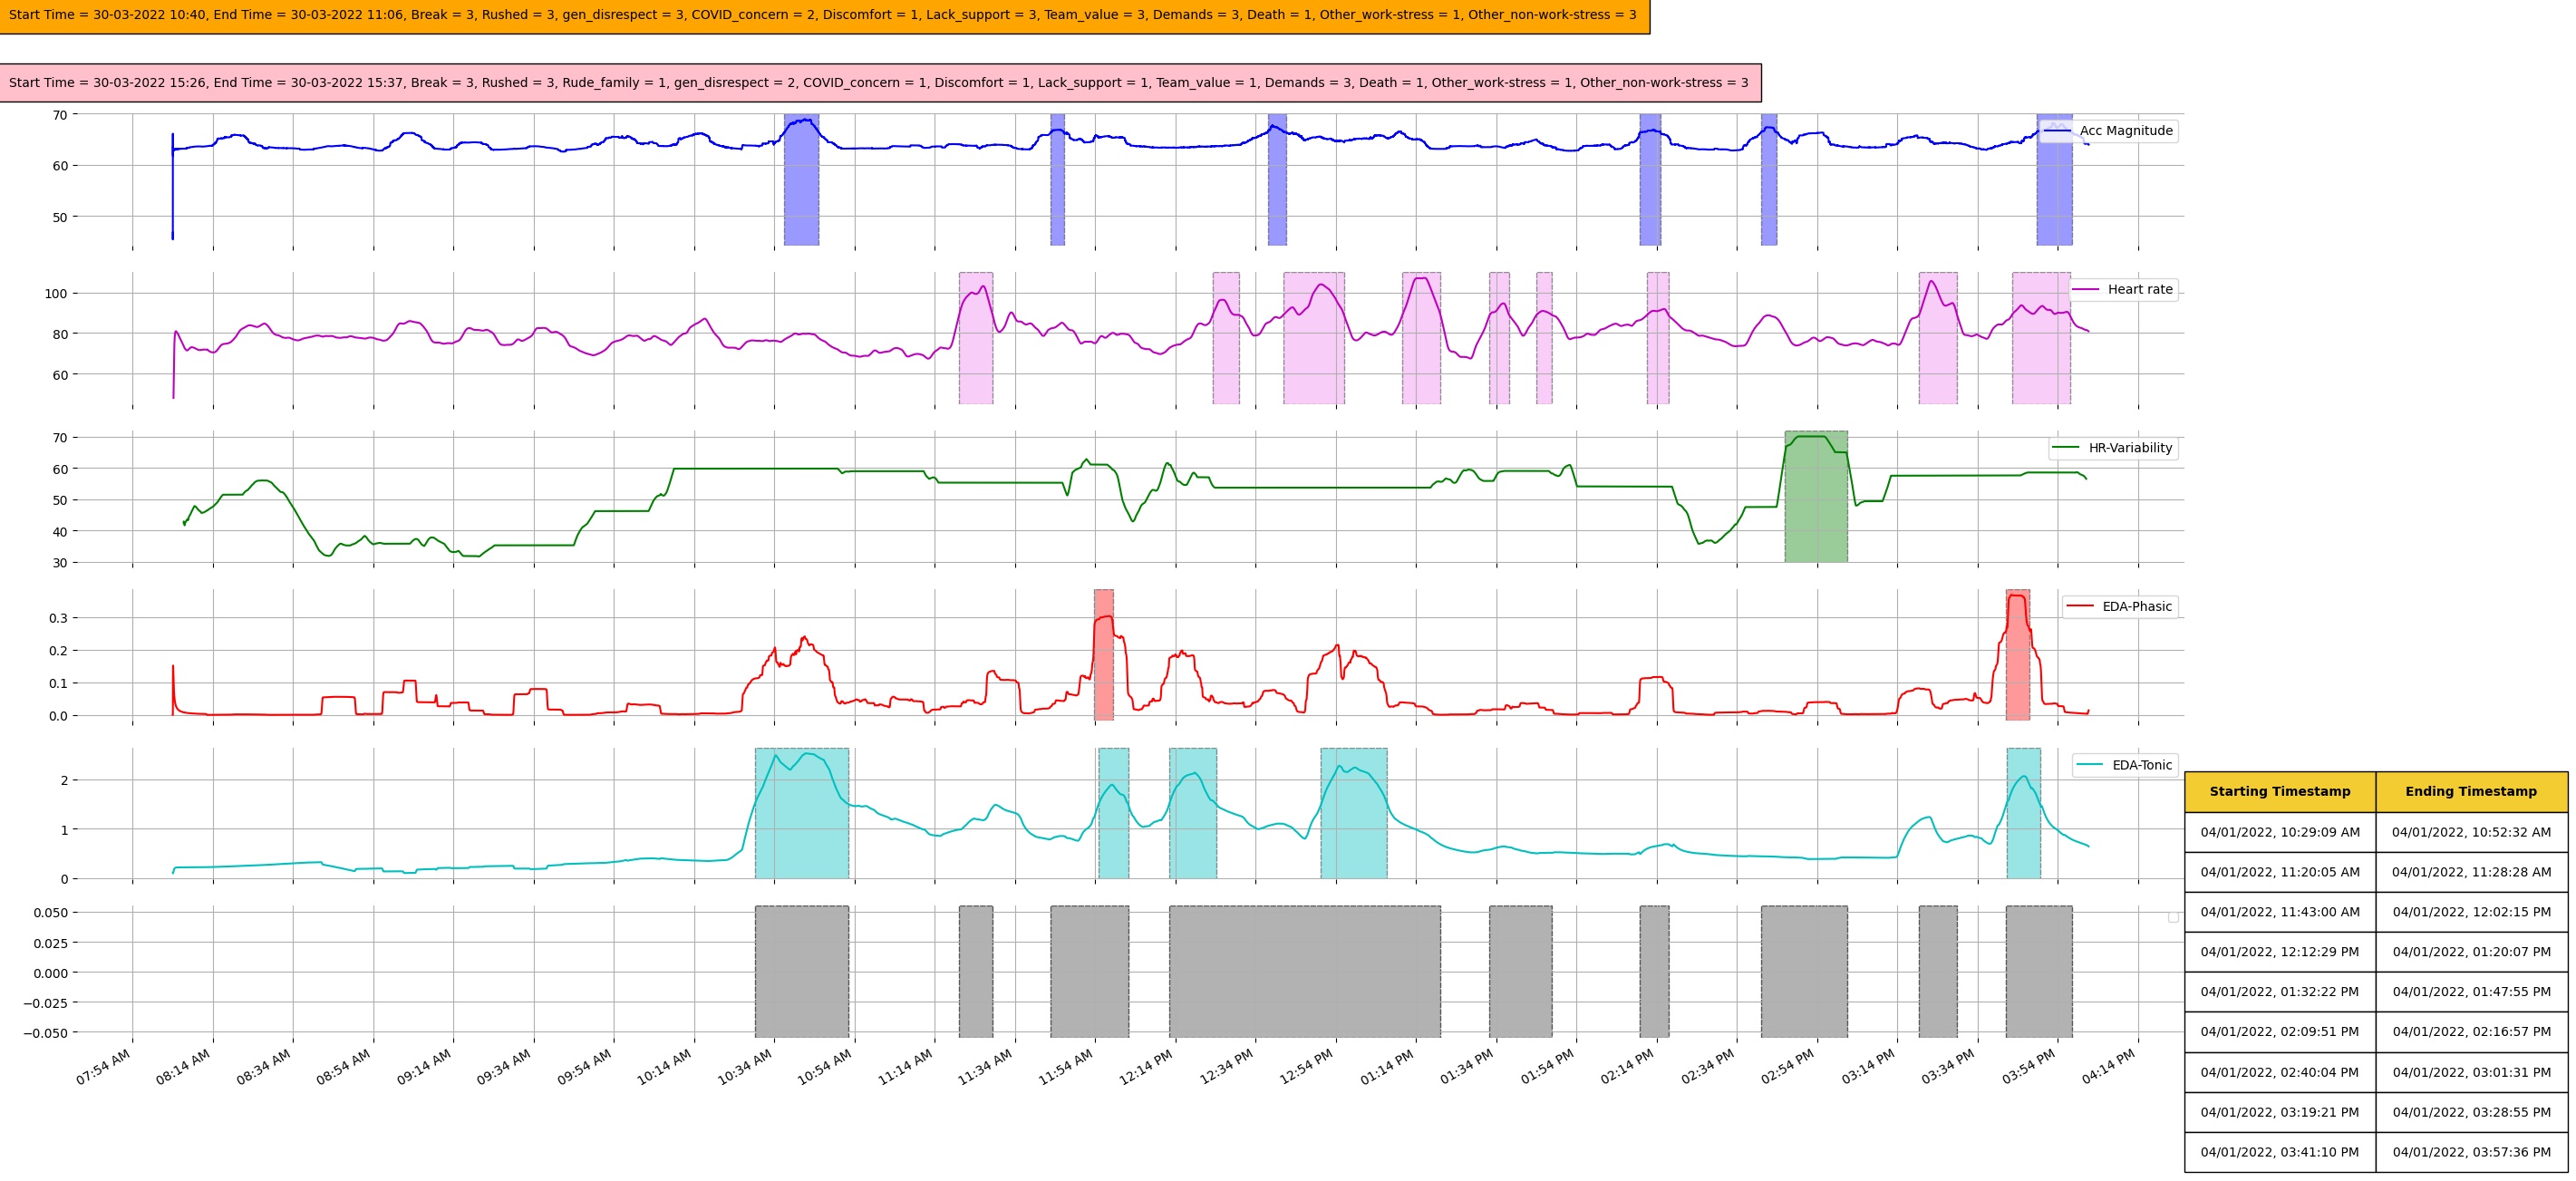 Start Time = 30-03-2022 10:40, End Time = 30-03-2022 11:06, Break = 3, Rushed = 3, gen_disrespect = 3, COVID_concern = 2, Discomfort = 1, Lack_support = 3, Team_value = 3, Demands = 3, Death = 1, Other_work-stress = 1, Other_non-work-stress = 3
Start Time = 30-03-2022 15:26, End Time = 30-03-2022 15:37, Break = 3, Rushed = 3, Rude_family = 1, gen_disrespect = 2, COVID_concern = 1, Discomfort = 1, Lack_support = 1, Team_value = 1, Demands = 3, Death = 1, Other_work-stress = 1, Other_non-work-stress = 3
70
60
50
Acc Magnitude
100
80
60
Heart rate
70
60
50
40
30
HR-Variability
0.3
0.2
0.1
0.0
EDA-Phasic
2
1
0
EDA-Tonic
0.050
0.025
0.000
−0.025
−0.050
07:54 AM
08:14 AM
08:34 AM
08:54 AM
09:14 AM
09:34 AM
09:54 AM
10:14 AM
10:34 AM
10:54 AM
11:14 AM
11:34 AM
11:54 AM
12:14 PM
12:34 PM
12:54 PM
01:14 PM
01:34 PM
01:54 PM
02:14 PM
02:34 PM
02:54 PM
03:14 PM
03:34 PM
03:54 PM
04:14 PM
Starting Timestamp Ending Timestamp
04/01/2022, 10:29:09 AM 04/01/2022, 10:52:32 AM
04/01/2022, 11:20:05 AM 04/01/2022, 11:28:28 AM
04/01/2022, 11:43:00 AM 04/01/2022, 12:02:15 PM
04/01/2022, 12:12:29 PM 04/01/2022, 01:20:07 PM
04/01/2022, 01:32:22 PM 04/01/2022, 01:47:55 PM
04/01/2022, 02:09:51 PM 04/01/2022, 02:16:57 PM
04/01/2022, 02:40:04 PM 04/01/2022, 03:01:31 PM
04/01/2022, 03:19:21 PM 04/01/2022, 03:28:55 PM
04/01/2022, 03:41:10 PM 04/01/2022, 03:57:36 PM